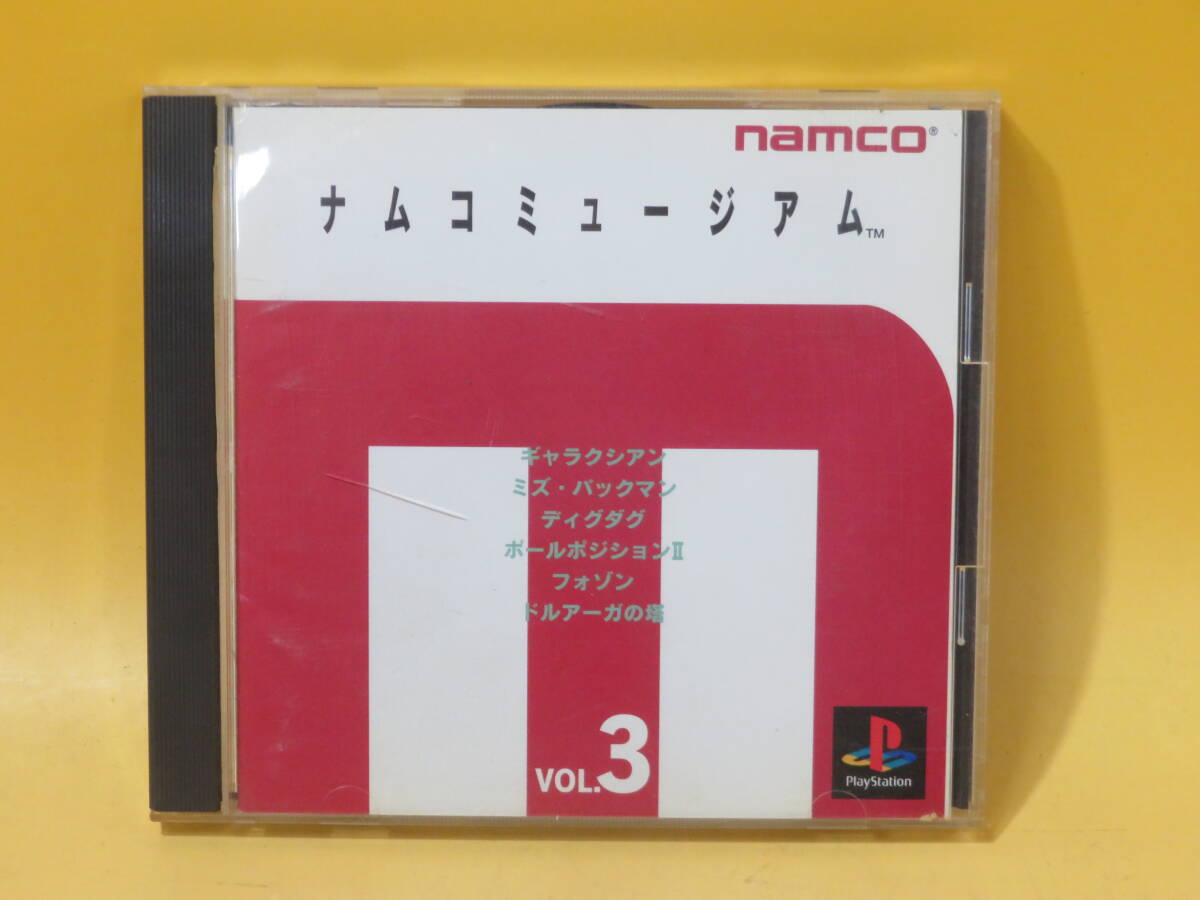 namco®
ナムコミュージアム™
ギャラクシアン
ミズ・パックマン
ディグダグ
ポールポジションⅡ
フォゾン
ドルアーガの塔
VOL.3
PlayStation